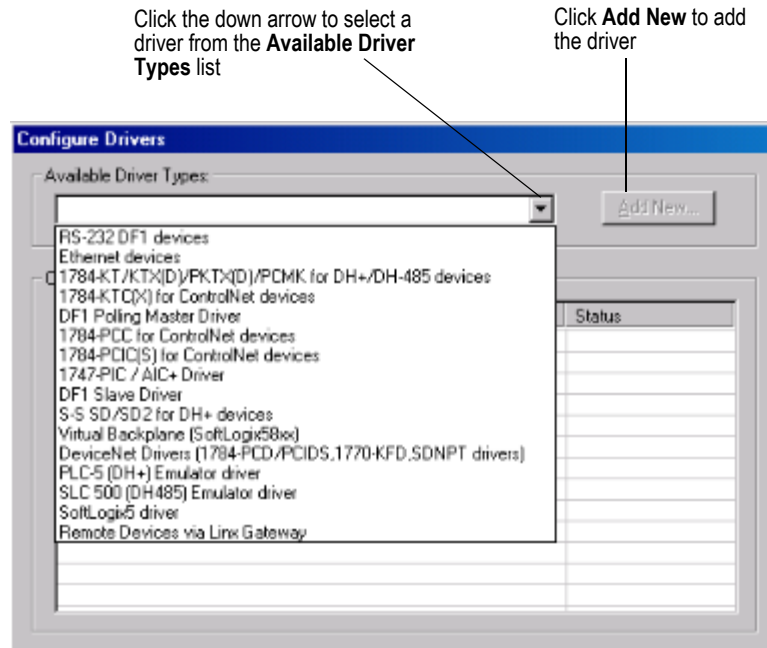 Click the down arrow to select a
driver from the Available Driver
Types list
Click Add New to add
the driver
Configure Drivers
Available Driver Types:
Add New...
RS-232 DF1 devices
Ethernet devices
1784-KT/KTX(D)/PKTX(D)/PCMK for DH+/DH-485 devices
1784-KTC(X) for ControlNet devices
DF1 Polling Master Driver
1784-PCC for ControlNet devices
1784-PCIC(S) for ControlNet devices
1747-PIC / AIC+ Driver
DF1 Slave Driver
S-S SD/SD2 for DH+ devices
Virtual Backplane (SoftLogix58xx)
DeviceNet Drivers (1784-PCD/PCIDS,1770-KFD,SDNPT drivers)
PLC-5 (DH+) Emulator driver
SLC 500 (DH485) Emulator driver
SoftLogix5 driver
Remote Devices via Linx Gateway
Status